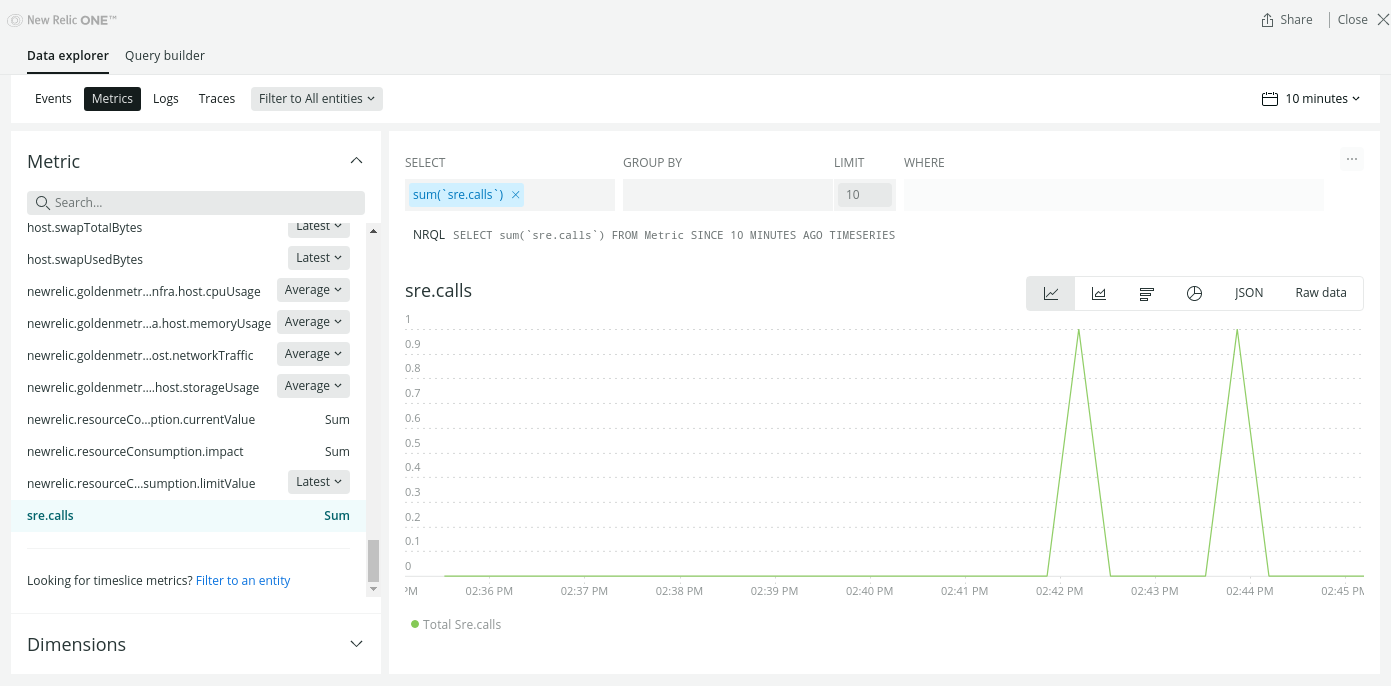 New Relic ONE™
Share
Close
Data explorer
Query builder
Events
Metrics
Logs
Traces
Filter to All entities
10 minutes
Metric
Search...
host.swapTotalBytes Latest
host.swapUsedBytes Latest
newrelic.goldenmetr...nfra.host.cpuUsage Average
newrelic.goldenmetr...a.host.memoryUsage Average
newrelic.goldenmetr...ost.networkTraffic Average
newrelic.goldenmetr....host.storageUsage Average
newrelic.resourceCo...ption.currentValue Sum
newrelic.resourceConsumption.impact Sum
newrelic.resourceC...sumption.limitValue Latest
sre.calls Sum
Looking for timeslice metrics? Filter to an entity
Dimensions
SELECT
GROUP BY
LIMIT
WHERE
...
sum(`sre.calls`) ×
10
NRQL SELECT sum(`sre.calls`) FROM Metric SINCE 10 MINUTES AGO TIMESERIES
sre.calls
JSON
Raw data
1
0.9
0.8
0.7
0.6
0.5
0.4
0.3
0.2
0.1
0
PM 02:36 PM 02:37 PM 02:38 PM 02:39 PM 02:40 PM 02:41 PM 02:42 PM 02:43 PM 02:44 PM 02:45 PM
Total Sre.calls